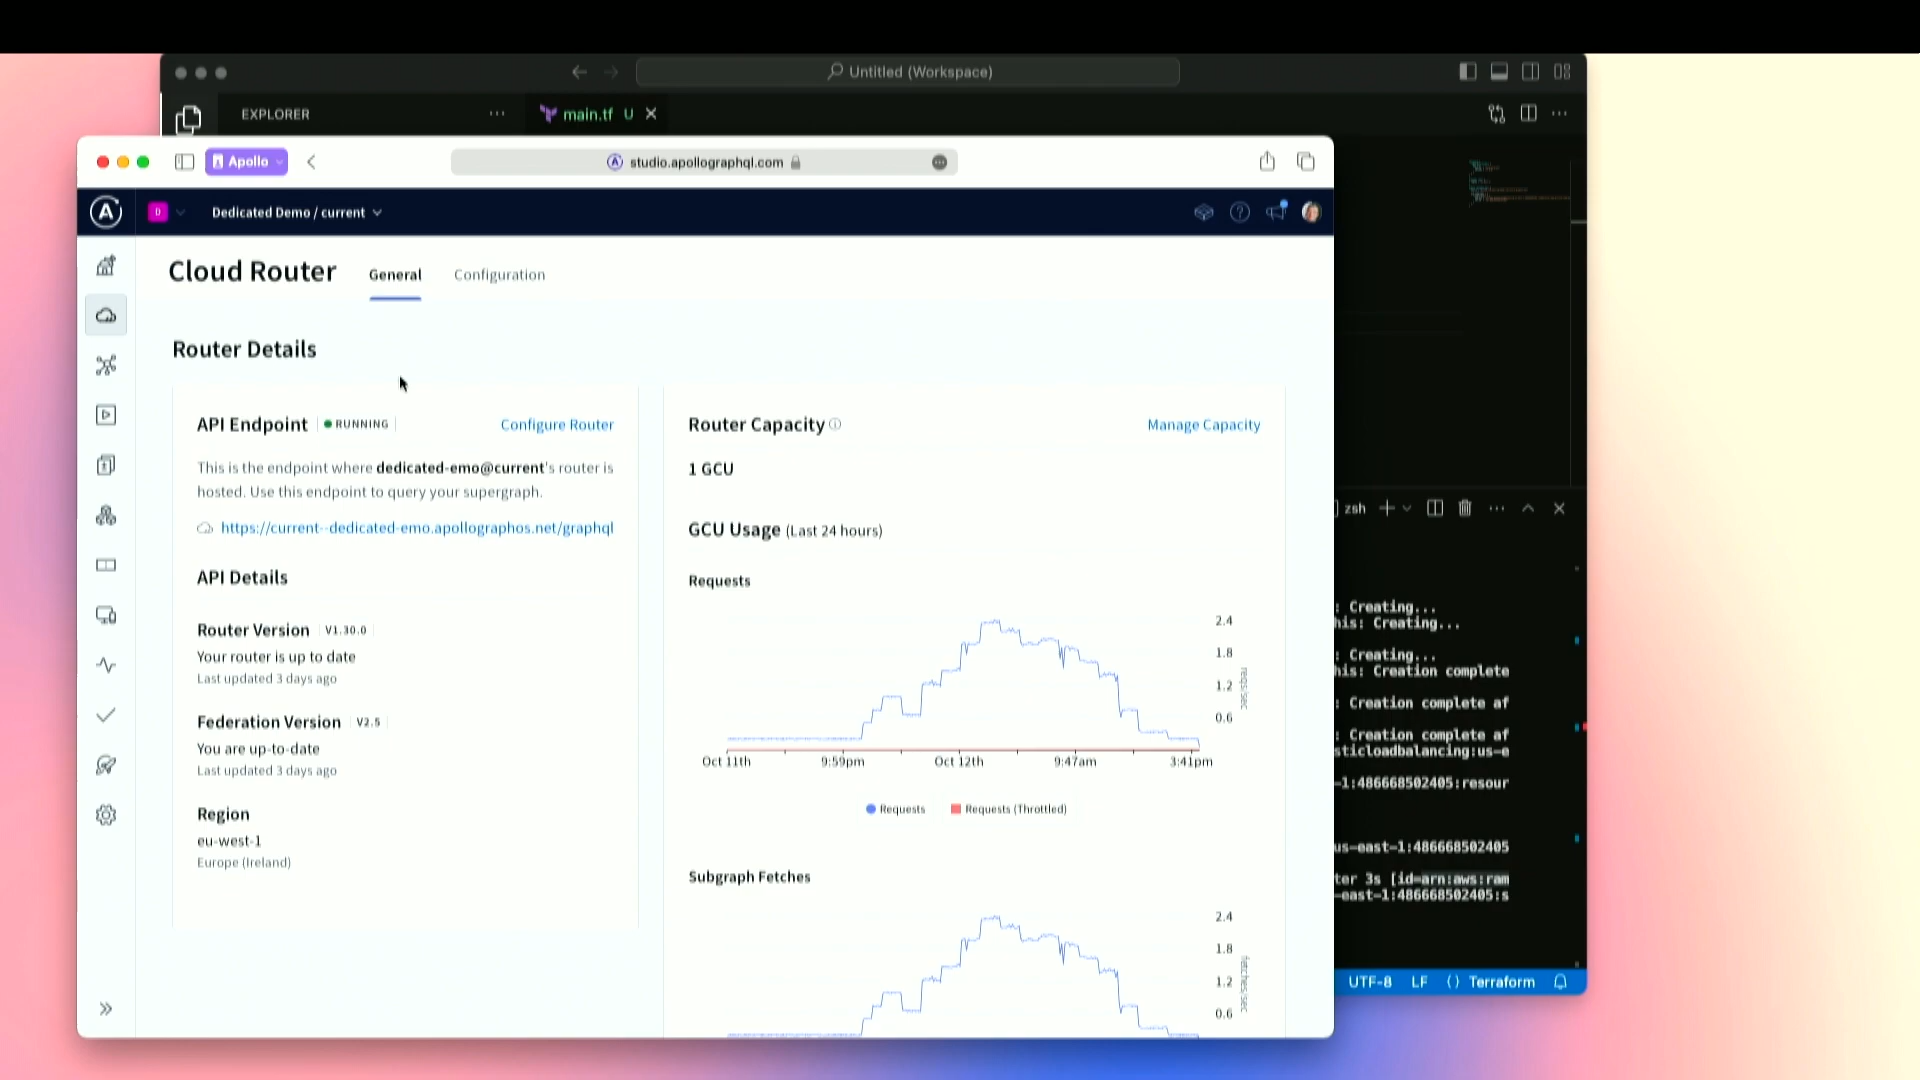 Untitled (Workspace)
EXPLORER
main.tf U
Apollo
studio.apollographql.com
D
Dedicated Demo / current
Cloud Router
General
Configuration
Router Details
API Endpoint
RUNNING
Configure Router
This is the endpoint where dedicated-emo@current's router is
hosted. Use this endpoint to query your supergraph.
https://current--dedicated-emo.apollographos.net/graphql
API Details
Router Version V1.30.0
Your router is up to date
Last updated 3 days ago
Federation Version V2.5
You are up-to-date
Last updated 3 days ago
Region
eu-west-1
Europe (Ireland)
Router Capacity
Manage Capacity
1 GCU
GCU Usage (Last 24 hours)
Requests
2.4
1.8
1.2
0.6
reqs/sec
Oct 11th 9:59pm Oct 12th 9:47am 3:41pm
Requests Requests (Throttled)
Subgraph Fetches
2.4
1.8
1.2
0.6
fetches/sec
zsh
: Creating...
his: Creating...
: Creating...
his: Creation complete
: Creation complete af
: Creation complete af
sticloadbalancing:us-e
-1:486668502405:resour
us-east-1:486668502405
ter 3s [id=arn:aws:ram
-east-1:486668502405:s
UTF-8 LF () Terraform